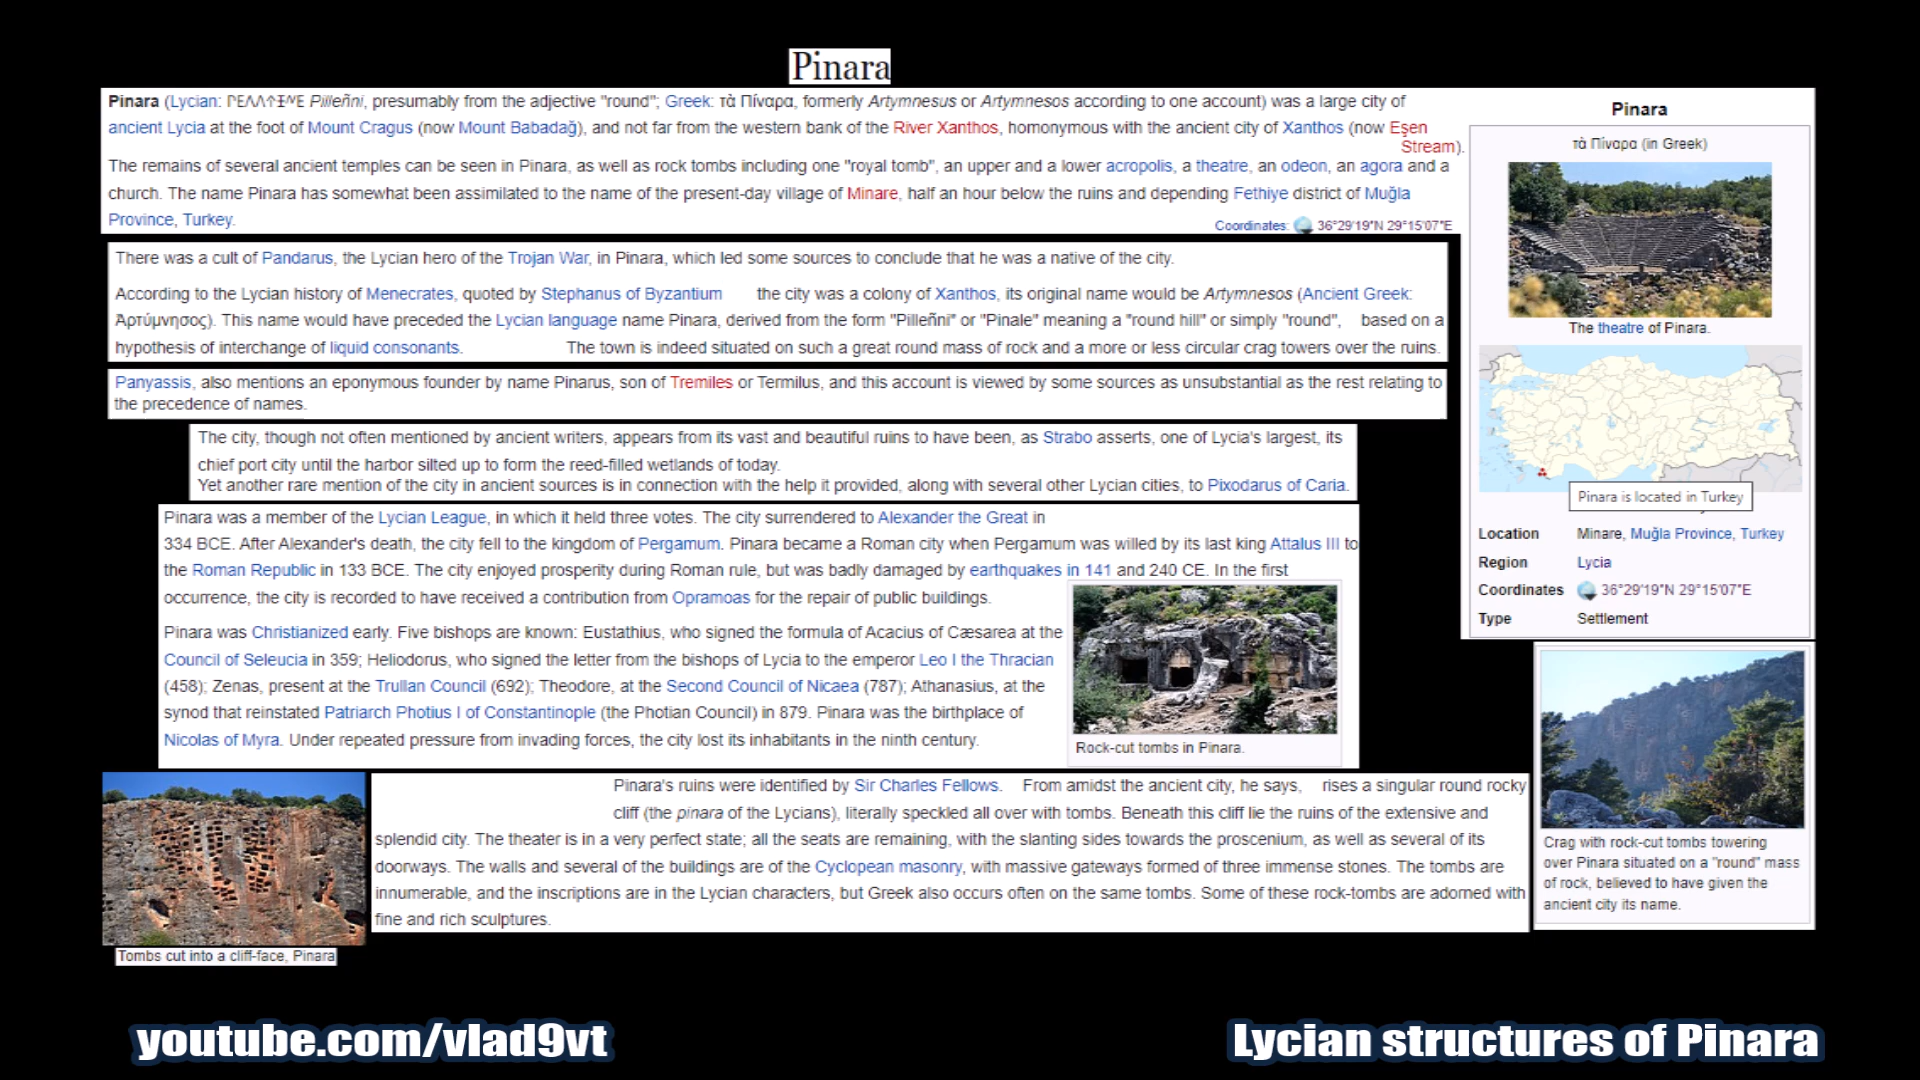 Pinara
Pinara (Lycian: 𐊓𐊆𐊍𐊍𐊚𐊑𐊏𐊆 Pilleñni, presumably from the adjective "round"; Greek: τὰ Πίναρα, formerly Artymnesus or Artymnesos according to one account) was a large city of
ancient Lycia at the foot of Mount Cragus (now Mount Babadağ), and not far from the western bank of the River Xanthos, homonymous with the ancient city of Xanthos (now Eşen
Stream).
The remains of several ancient temples can be seen in Pinara, as well as rock tombs including one "royal tomb", an upper and a lower acropolis, a theatre, an odeon, an agora and a
church. The name Pinara has somewhat been assimilated to the name of the present-day village of Minare, half an hour below the ruins and depending Fethiye district of Muğla
Province, Turkey.
Coordinates: 36°29′19″N 29°15′07″E
There was a cult of Pandarus, the Lycian hero of the Trojan War, in Pinara, which led some sources to conclude that he was a native of the city.
According to the Lycian history of Menecrates, quoted by Stephanus of Byzantium the city was a colony of Xanthos, its original name would be Artymnesos (Ancient Greek:
Ἀρτύμνησος). This name would have preceded the Lycian language name Pinara, derived from the form "Pilleñni" or "Pinale" meaning a "round hill" or simply "round", based on a
hypothesis of interchange of liquid consonants. The town is indeed situated on such a great round mass of rock and a more or less circular crag towers over the ruins.
Panyassis, also mentions an eponymous founder by name Pinarus, son of Tremiles or Termilus, and this account is viewed by some sources as unsubstantial as the rest relating to
the precedence of names.
The city, though not often mentioned by ancient writers, appears from its vast and beautiful ruins to have been, as Strabo asserts, one of Lycia's largest, its
chief port city until the harbor silted up to form the reed-filled wetlands of today.
Yet another rare mention of the city in ancient sources is in connection with the help it provided, along with several other Lycian cities, to Pixodarus of Caria.
Pinara was a member of the Lycian League, in which it held three votes. The city surrendered to Alexander the Great in
334 BCE. After Alexander's death, the city fell to the kingdom of Pergamum. Pinara became a Roman city when Pergamum was willed by its last king Attalus III to
the Roman Republic in 133 BCE. The city enjoyed prosperity during Roman rule, but was badly damaged by earthquakes in 141 and 240 CE. In the first
occurrence, the city is recorded to have received a contribution from Opramoas for the repair of public buildings.
Pinara was Christianized early. Five bishops are known: Eustathius, who signed the formula of Acacius of Cæsarea at the
Council of Seleucia in 359; Heliodorus, who signed the letter from the bishops of Lycia to the emperor Leo I the Thracian
(458); Zenas, present at the Trullan Council (692); Theodore, at the Second Council of Nicaea (787); Athanasius, at the
synod that reinstated Patriarch Photius I of Constantinople (the Photian Council) in 879. Pinara was the birthplace of
Nicolas of Myra. Under repeated pressure from invading forces, the city lost its inhabitants in the ninth century.
Rock-cut tombs in Pinara.
Pinara's ruins were identified by Sir Charles Fellows. From amidst the ancient city, he says, rises a singular round rocky
cliff (the pinara of the Lycians), literally speckled all over with tombs. Beneath this cliff lie the ruins of the extensive and
splendid city. The theater is in a very perfect state; all the seats are remaining, with the slanting sides towards the proscenium, as well as several of its
doorways. The walls and several of the buildings are of the Cyclopean masonry, with massive gateways formed of three immense stones. The tombs are
innumerable, and the inscriptions are in the Lycian characters, but Greek also occurs often on the same tombs. Some of these rock-tombs are adorned with
fine and rich sculptures.
Tombs cut into a cliff-face, Pinara
Pinara
τὰ Πίναρα (in Greek)
The theatre of Pinara.
Pinara is located in Turkey
Location Minare, Muğla Province, Turkey
Region Lycia
Coordinates 36°29′19″N 29°15′07″E
Type Settlement
Crag with rock-cut tombs towering
over Pinara situated on a "round" mass
of rock, believed to have given the
ancient city its name.
youtube.com/vlad9vt
Lycian structures of Pinara